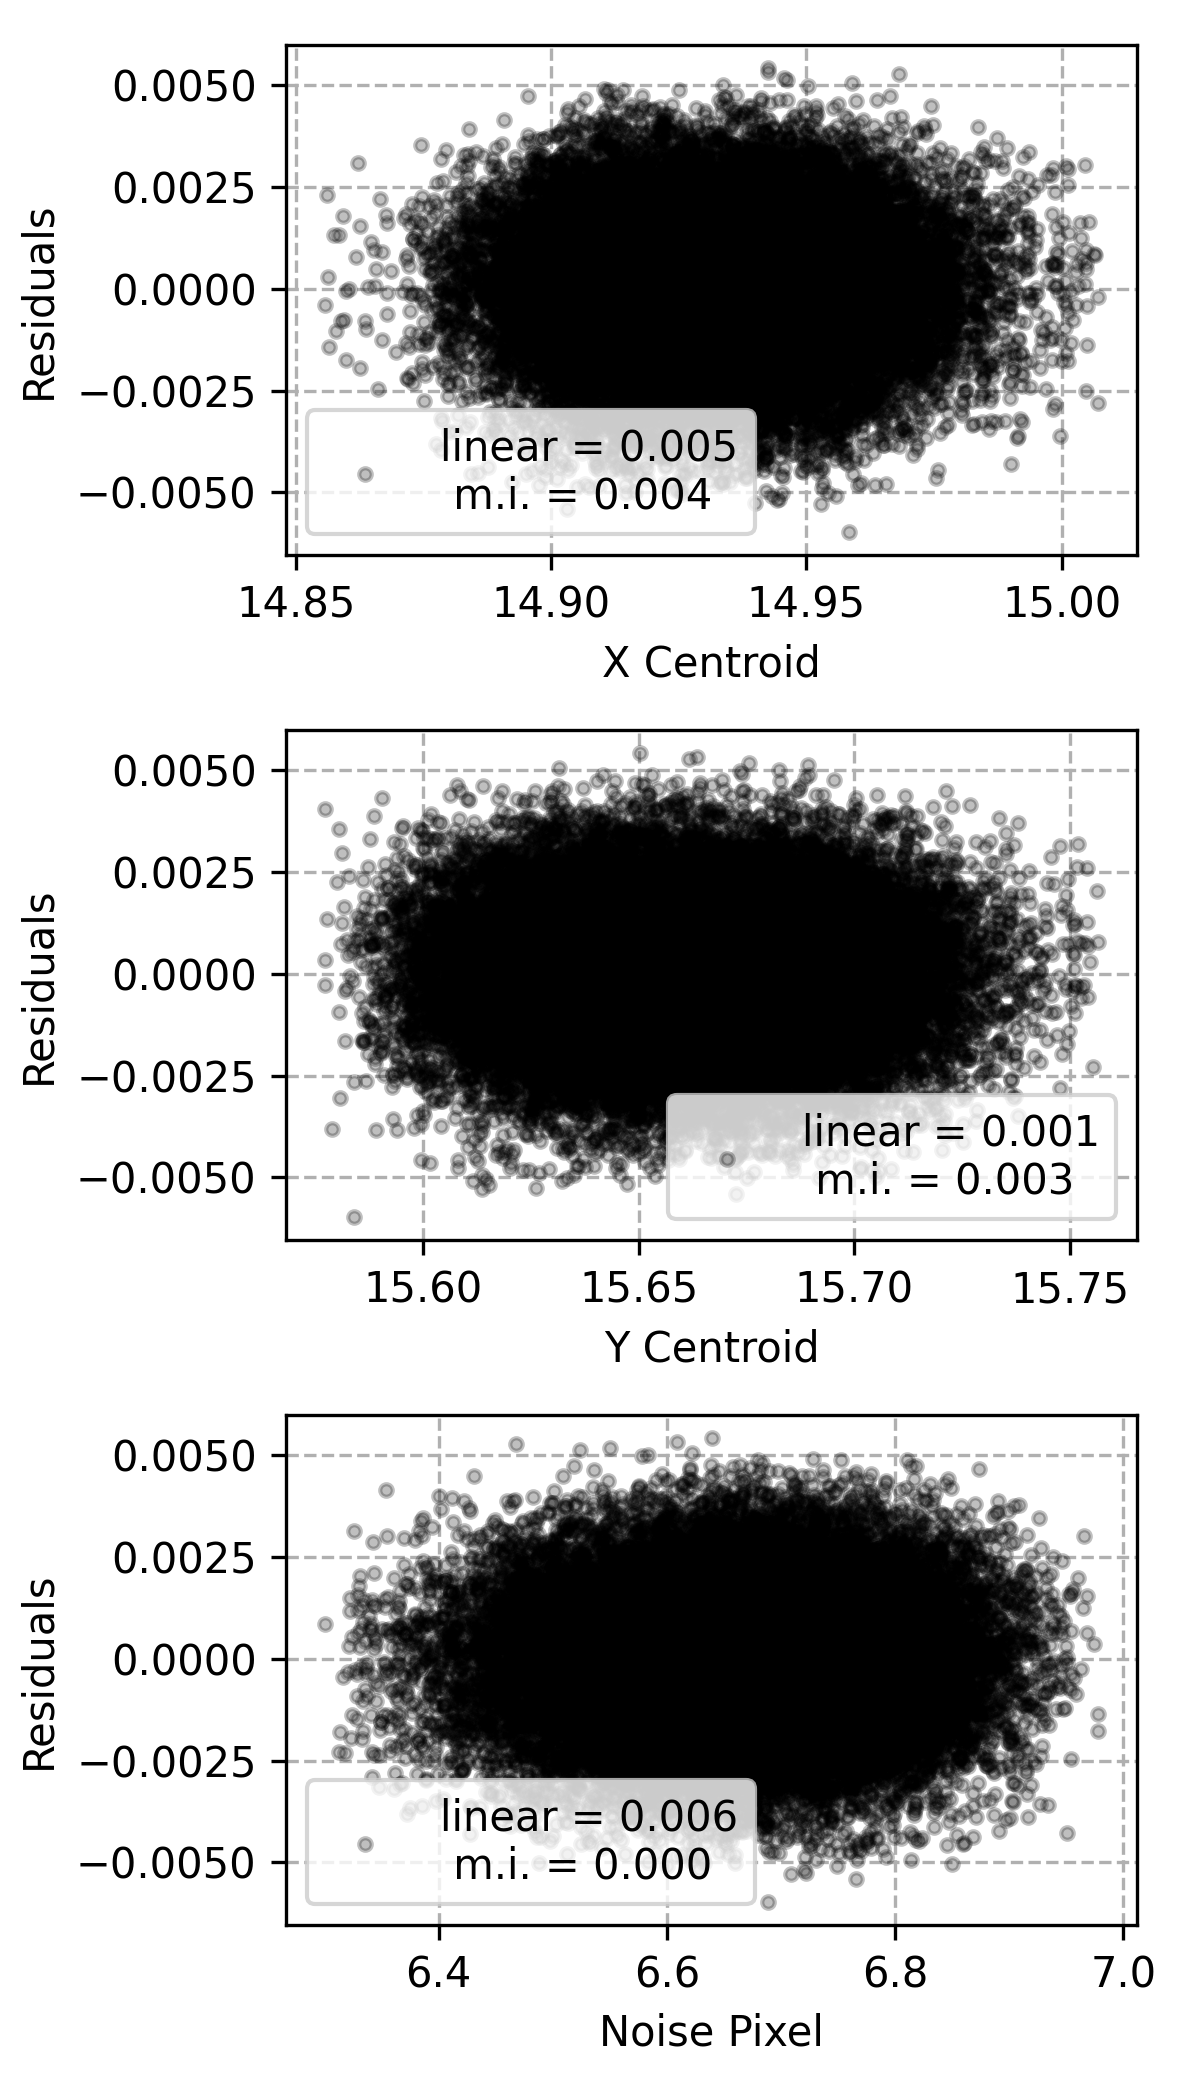 0.0050
0.0025
0.0000
−0.0025
−0.0050
Residuals
linear = 0.005
m.i. = 0.004
14.85 14.90 14.95 15.00
X Centroid
0.0050
0.0025
0.0000
−0.0025
−0.0050
Residuals
linear = 0.001
m.i. = 0.003
15.60 15.65 15.70 15.75
Y Centroid
0.0050
0.0025
0.0000
−0.0025
−0.0050
Residuals
linear = 0.006
m.i. = 0.000
6.4 6.6 6.8 7.0
Noise Pixel